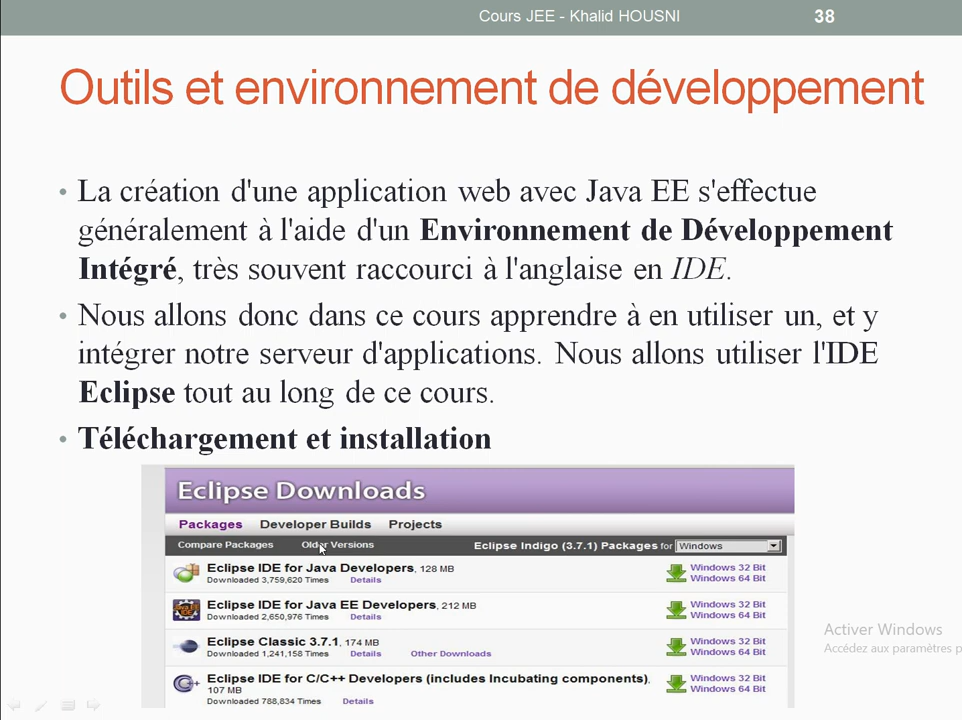 Cours JEE - Khalid HOUSNI
38
Outils et environnement de développement
• La création d'une application web avec Java EE s'effectue
généralement à l'aide d'un Environnement de Développement
Intégré, très souvent raccourci à l'anglaise en IDE.
• Nous allons donc dans ce cours apprendre à en utiliser un, et y
intégrer notre serveur d'applications. Nous allons utiliser l'IDE
Eclipse tout au long de ce cours.
• Téléchargement et installation
Eclipse Downloads
Packages Developer Builds Projects
Compare Packages Older Versions Eclipse Indigo (3.7.1) Packages for Windows
Eclipse IDE for Java Developers, 128 MB
Downloaded 3,759,620 Times Details
Windows 32 Bit
Windows 64 Bit
Eclipse IDE for Java EE Developers, 212 MB
Downloaded 2,650,976 Times Details
Windows 32 Bit
Windows 64 Bit
Eclipse Classic 3.7.1, 174 MB
Downloaded 1,241,158 Times Details Other Downloads
Windows 32 Bit
Windows 64 Bit
Eclipse IDE for C/C++ Developers (includes Incubating components),
107 MB
Downloaded 788,834 Times Details
Windows 32 Bit
Windows 64 Bit
Activer Windows
Accédez aux paramètres p